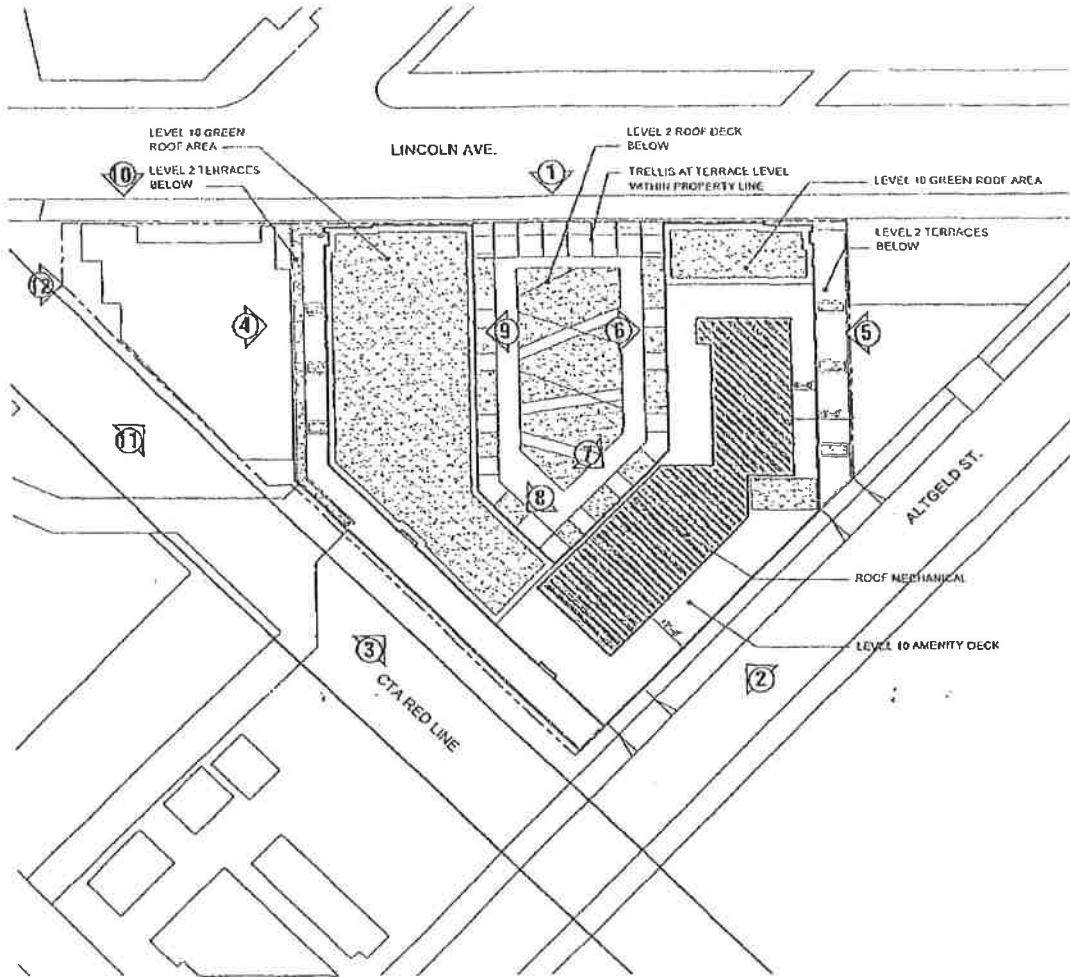 LEVEL 10 GREEN
ROOF AREA
LINCOLN AVE.
LEVEL 2 ROOF DECK
BELOW
10
LEVEL 2 TERRACES
BELOW
1
TRELLIS AT TERRACE LEVEL
WITHIN PROPERTY LINE
LEVEL 10 GREEN ROOF AREA
LEVEL 2 TERRACES
BELOW
12
4
9
6
5
11
7
8
ALTGELD ST.
ROOF MECHANICAL
3
LEVEL 10 AMENITY DECK
2
CTA RED LINE